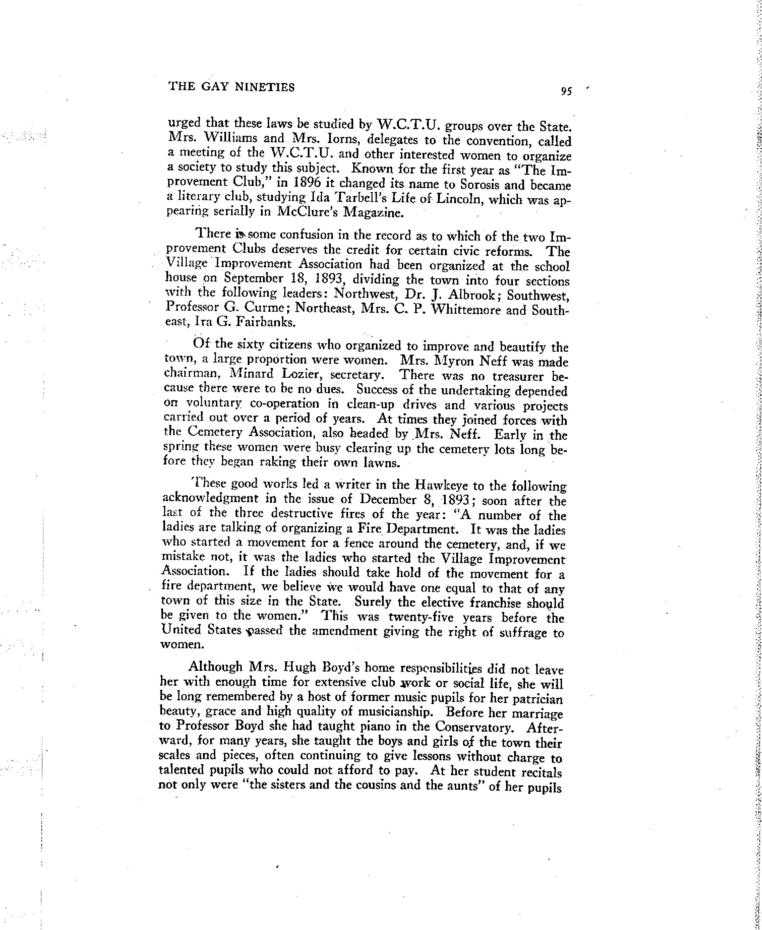 THE GAY NINETIES 95
urged that these laws be studied by W.C.T.U. groups over the State.
Mrs. Williams and Mrs. Iorns, delegates to the convention, called
a meeting of the W.C.T.U. and other interested women to organize
a society to study this subject. Known for the first year as "The Im-
provement Club," in 1896 it changed its name to Sorosis and became
a literary club, studying Ida Tarbell's Life of Lincoln, which was ap-
pearing serially in McClure's Magazine.
There is some confusion in the record as to which of the two Im-
provement Clubs deserves the credit for certain civic reforms. The
Village Improvement Association had been organized at the school
house on September 18, 1893, dividing the town into four sections
with the following leaders: Northwest, Dr. J. Albrook; Southwest,
Professor G. Curme; Northeast, Mrs. C. P. Whittemore and South-
east, Ira G. Fairbanks.
Of the sixty citizens who organized to improve and beautify the
town, a large proportion were women. Mrs. Myron Neff was made
chairman, Minard Lozier, secretary. There was no treasurer be-
cause there were to be no dues. Success of the undertaking depended
on voluntary co-operation in clean-up drives and various projects
carried out over a period of years. At times they joined forces with
the Cemetery Association, also headed by Mrs. Neff. Early in the
spring these women were busy clearing up the cemetery lots long be-
fore they began raking their own lawns.
These good works led a writer in the Hawkeye to the following
acknowledgment in the issue of December 8, 1893; soon after the
last of the three destructive fires of the year: "A number of the
ladies are talking of organizing a Fire Department. It was the ladies
who started a movement for a fence around the cemetery, and, if we
mistake not, it was the ladies who started the Village Improvement
Association. If the ladies should take hold of the movement for a
fire department, we believe we would have one equal to that of any
town of this size in the State. Surely the elective franchise should
be given to the women." This was twenty-five years before the
United States passed the amendment giving the right of suffrage to
women.
Although Mrs. Hugh Boyd's home responsibilities did not leave
her with enough time for extensive club work or social life, she will
be long remembered by a host of former music pupils for her patrician
beauty, grace and high quality of musicianship. Before her marriage
to Professor Boyd she had taught piano in the Conservatory. After-
ward, for many years, she taught the boys and girls of the town their
scales and pieces, often continuing to give lessons without charge to
talented pupils who could not afford to pay. At her student recitals
not only were "the sisters and the cousins and the aunts" of her pupils